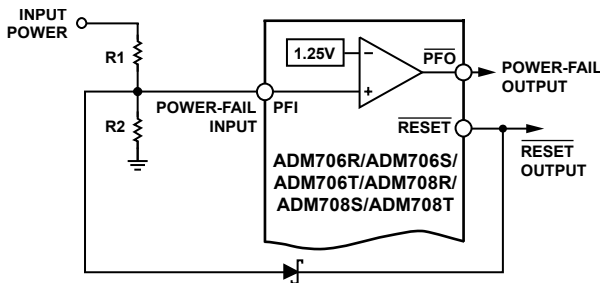 INPUT
POWER
R1
R2
POWER-FAIL
INPUT
PFI
1.25V
−
+
PFO
POWER-FAIL
OUTPUT
RESET
RESET
OUTPUT
ADM706R/ADM706S/
ADM706T/ADM708R/
ADM708S/ADM708T